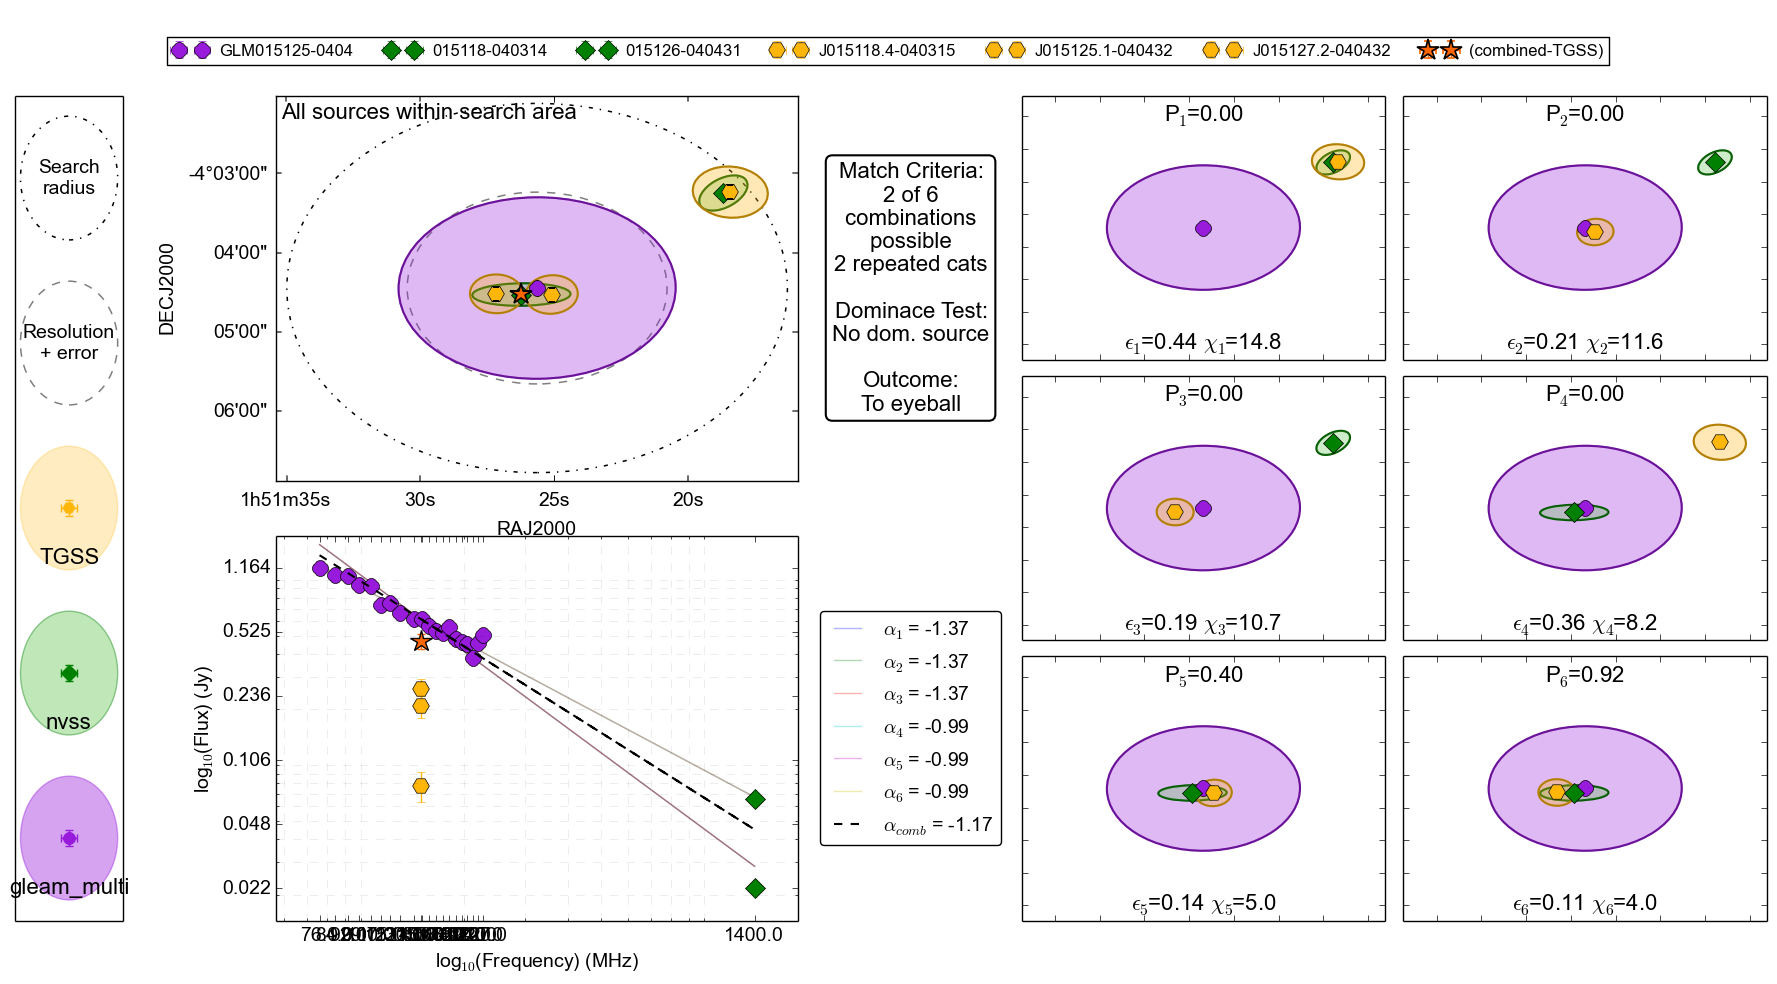 GLM015125-0404 015118-040314 015126-040431 J015118.4-040315 J015125.1-040432 J015127.2-040432 (combined-TGSS)
Search
radius
Resolution
+ error
TGSS
nvss
gleam_multi
All sources within search area
DECJ2000
-4°03'00"
04'00"
05'00"
06'00"
1h51m35s 30s 25s 20s
RAJ2000
log10(Flux) (Jy)
1.164
0.525
0.236
0.106
0.048
0.022
1400.0
log10(Frequency) (MHz)
Match Criteria:
2 of 6
combinations
possible
2 repeated cats
Dominace Test:
No dom. source
Outcome:
To eyeball
α1 = -1.37
α2 = -1.37
α3 = -1.37
α4 = -0.99
α5 = -0.99
α6 = -0.99
αcomb = -1.17
P1=0.00
ϵ1=0.44 χ1=14.8
P2=0.00
ϵ2=0.21 χ2=11.6
P3=0.00
ϵ3=0.19 χ3=10.7
P4=0.00
ϵ4=0.36 χ4=8.2
P5=0.40
ϵ5=0.14 χ5=5.0
P6=0.92
ϵ6=0.11 χ6=4.0